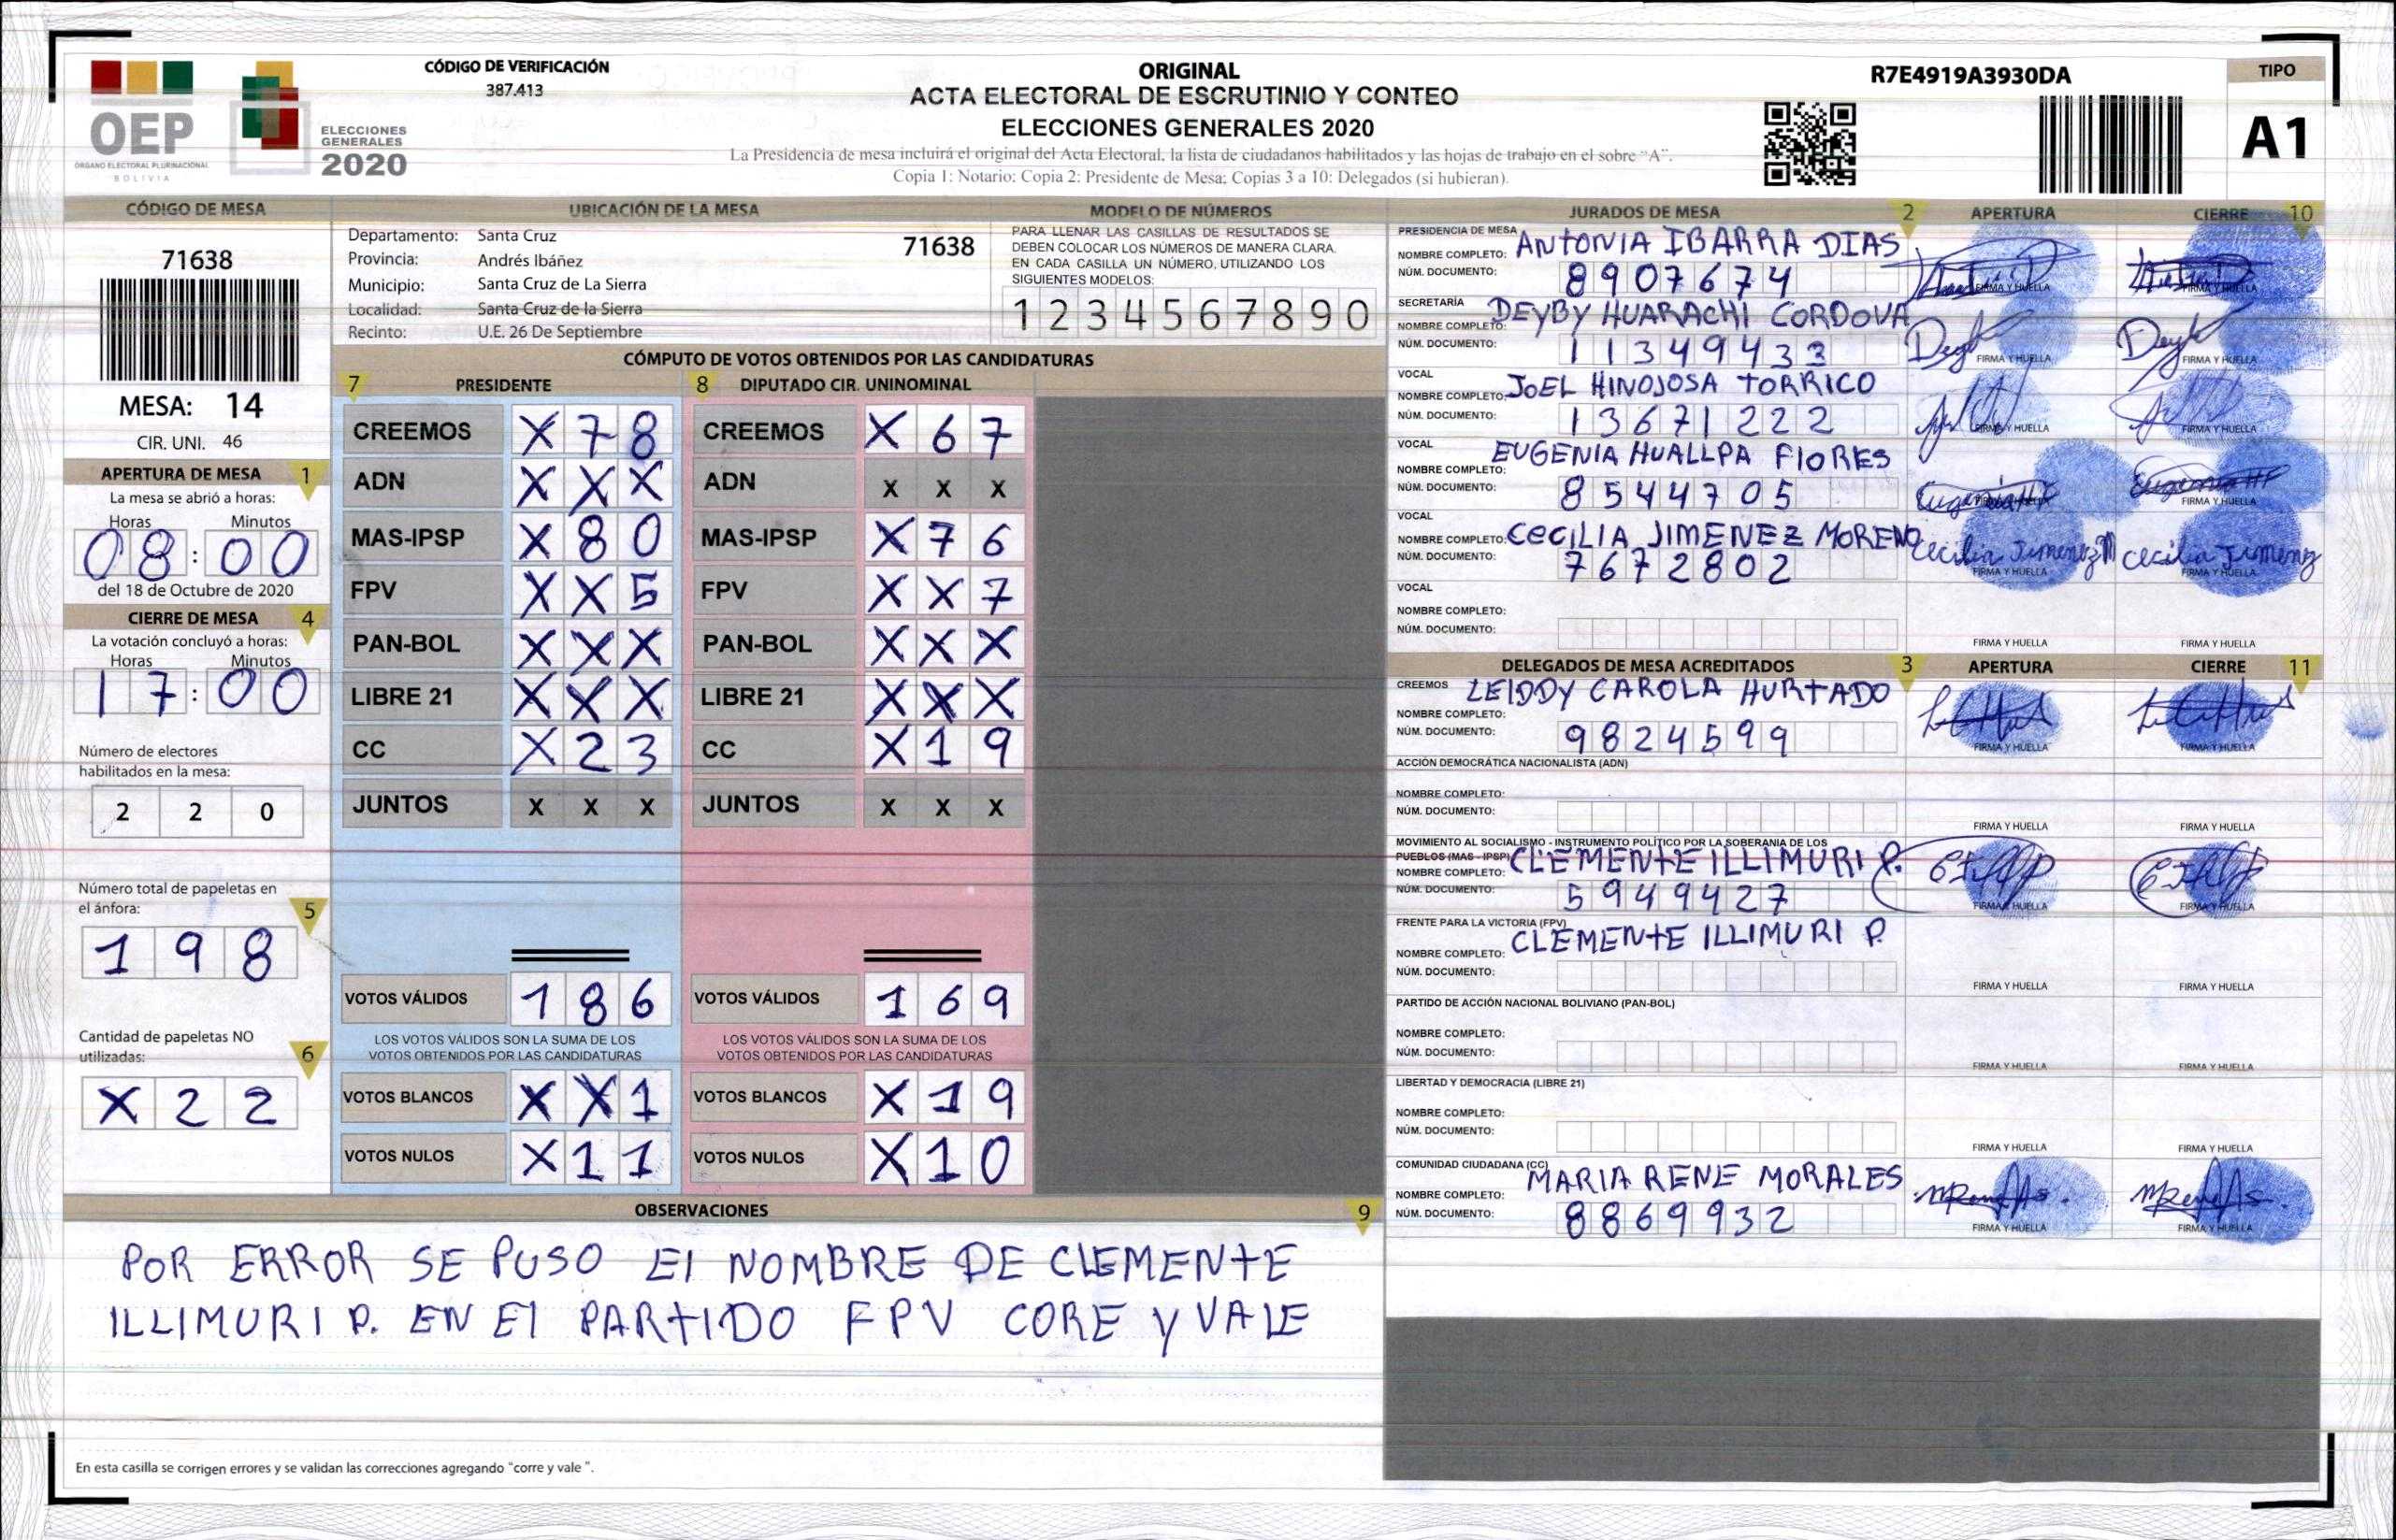 CÓDIGO DE VERIFICACIÓN
387.413
OEP
ÓRGANO ELECTORAL PLURINACIONAL
BOLIVIA
ELECCIONES
GENERALES
2020
ORIGINAL
ACTA ELECTORAL DE ESCRUTINIO Y CONTEO
ELECCIONES GENERALES 2020
La Presidencia de mesa incluirá el original del Acta Electoral, la lista de ciudadanos habilitados y las hojas de trabajo en el sobre "A".
Copia 1: Notario; Copia 2: Presidente de Mesa; Copias 3 a 10: Delegados (si hubieran).
R7E4919A3930DA
TIPO
A1
CÓDIGO DE MESA
71638
MESA: 14
CIR. UNI. 46
APERTURA DE MESA 1
La mesa se abrió a horas:
Horas Minutos
08:00
del 18 de Octubre de 2020
CIERRE DE MESA 4
La votación concluyó a horas:
Horas Minutos
17:00
Número de electores
habilitados en la mesa:
2 2 0
Número total de papeletas en
el ánfora: 5
1 9 8
Cantidad de papeletas NO
utilizadas: 6
X 2 2
UBICACIÓN DE LA MESA
Departamento: Santa Cruz 71638
Provincia: Andrés Ibáñez
Municipio: Santa Cruz de La Sierra
Localidad: Santa Cruz de la Sierra
Recinto: U.E. 26 De Septiembre
MODELO DE NÚMEROS
PARA LLENAR LAS CASILLAS DE RESULTADOS SE
DEBEN COLOCAR LOS NÚMEROS DE MANERA CLARA.
EN CADA CASILLA UN NÚMERO, UTILIZANDO LOS
SIGUIENTES MODELOS:
1 2 3 4 5 6 7 8 9 0
CÓMPUTO DE VOTOS OBTENIDOS POR LAS CANDIDATURAS
7 PRESIDENTE 8 DIPUTADO CIR. UNINOMINAL
CREEMOS X 7 8 CREEMOS X 6 7
ADN X X X ADN X X X
MAS-IPSP X 8 0 MAS-IPSP X 7 6
FPV X X 5 FPV X X 7
PAN-BOL X X X PAN-BOL X X X
LIBRE 21 X X X LIBRE 21 X X X
CC X 2 3 CC X 1 9
JUNTOS X X X JUNTOS X X X
VOTOS VÁLIDOS 1 8 6 VOTOS VÁLIDOS 1 6 9
LOS VOTOS VÁLIDOS SON LA SUMA DE LOS LOS VOTOS VÁLIDOS SON LA SUMA DE LOS
VOTOS OBTENIDOS POR LAS CANDIDATURAS VOTOS OBTENIDOS POR LAS CANDIDATURAS
VOTOS BLANCOS X X 1 VOTOS BLANCOS X 1 9
VOTOS NULOS X 1 1 VOTOS NULOS X 1 0
OBSERVACIONES 9
POR ERROR SE PUSO El NOMBRE DE CLEMENTE
ILLIMURI P. EN El PARTIDO FPV CORE Y VALE
En esta casilla se corrigen errores y se validan las correcciones agregando "corre y vale ".
JURADOS DE MESA 2 APERTURA CIERRE 10
PRESIDENCIA DE MESA
NOMBRE COMPLETO: ANTONIA IBARRA DIAS
NÚM. DOCUMENTO: 8907674 FIRMA Y HUELLA FIRMA Y HUELLA
SECRETARÍA
NOMBRE COMPLETO: DEYBY HUARACHI CORDOVA
NÚM. DOCUMENTO: 11349433 FIRMA Y HUELLA FIRMA Y HUELLA
VOCAL
NOMBRE COMPLETO: JOEL HINOJOSA TORRICO
NÚM. DOCUMENTO: 13671222 FIRMA Y HUELLA FIRMA Y HUELLA
VOCAL
NOMBRE COMPLETO: EUGENIA HUALLPA FlORES
NÚM. DOCUMENTO: 8544705 FIRMA Y HUELLA FIRMA Y HUELLA
VOCAL
NOMBRE COMPLETO: CECILIA JIMENEZ MORENO Cecilia Jimenez M Cecilia Jimenez
NÚM. DOCUMENTO: 7672802 FIRMA Y HUELLA FIRMA Y HUELLA
VOCAL
NOMBRE COMPLETO:
NÚM. DOCUMENTO: FIRMA Y HUELLA FIRMA Y HUELLA
DELEGADOS DE MESA ACREDITADOS 3 APERTURA CIERRE 11
CREEMOS
NOMBRE COMPLETO: LEIDDY CAROLA HURTADO
NÚM. DOCUMENTO: 9824599 FIRMA Y HUELLA FIRMA Y HUELLA
ACCIÓN DEMOCRÁTICA NACIONALISTA (ADN)
NOMBRE COMPLETO:
NÚM. DOCUMENTO: FIRMA Y HUELLA FIRMA Y HUELLA
MOVIMIENTO AL SOCIALISMO - INSTRUMENTO POLÍTICO POR LA SOBERANIA DE LOS
PUEBLOS (MAS - IPSP)
NOMBRE COMPLETO: CLEMENTE ILLIMURI P.
NÚM. DOCUMENTO: 5949427 FIRMA Y HUELLA FIRMA Y HUELLA
FRENTE PARA LA VICTORIA (FPV)
NOMBRE COMPLETO: CLEMENTE ILLIMURI P.
NÚM. DOCUMENTO: FIRMA Y HUELLA FIRMA Y HUELLA
PARTIDO DE ACCIÓN NACIONAL BOLIVIANO (PAN-BOL)
NOMBRE COMPLETO:
NÚM. DOCUMENTO: FIRMA Y HUELLA FIRMA Y HUELLA
LIBERTAD Y DEMOCRACIA (LIBRE 21)
NOMBRE COMPLETO:
NÚM. DOCUMENTO: FIRMA Y HUELLA FIRMA Y HUELLA
COMUNIDAD CIUDADANA (CC)
NOMBRE COMPLETO: MARIA RENE MORALES
NÚM. DOCUMENTO: 8869932 FIRMA Y HUELLA FIRMA Y HUELLA